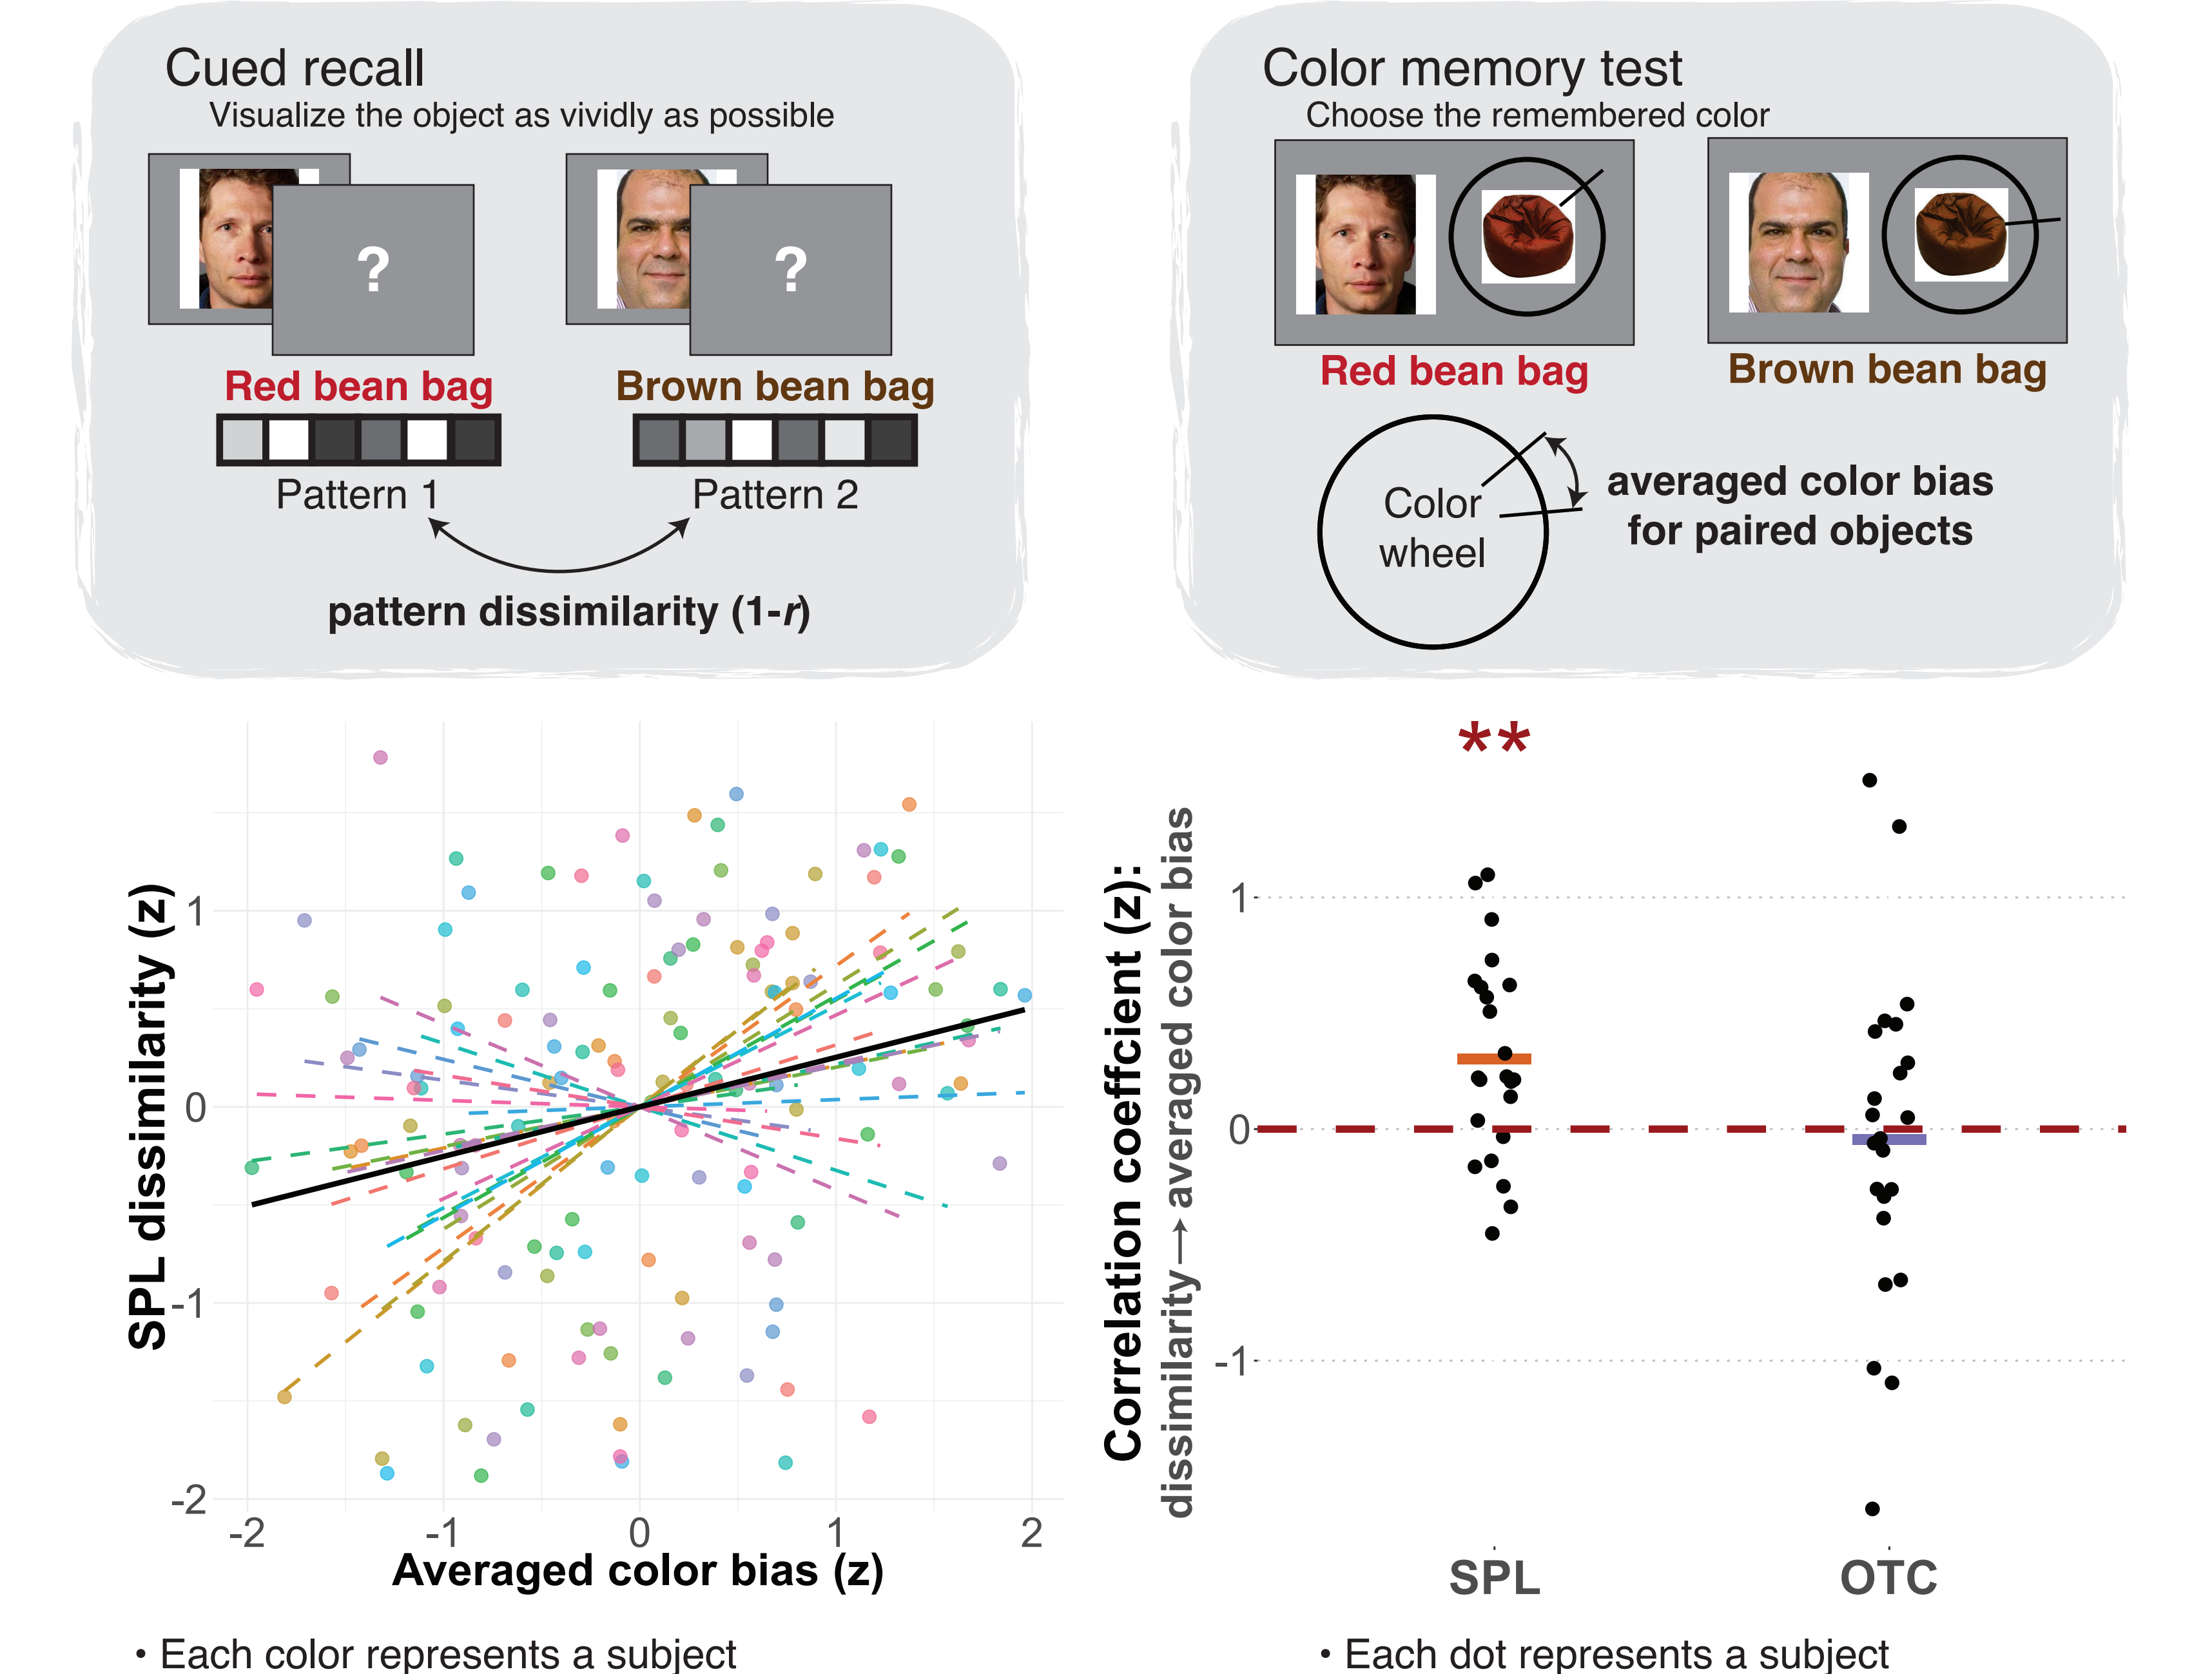 Cued recall
Visualize the object as vividly as possible
?
?
Red bean bag
Brown bean bag
Pattern 1
Pattern 2
pattern dissimilarity (1-r)
Color memory test
Choose the remembered color
Red bean bag
Brown bean bag
Color
wheel
averaged color bias
for paired objects
SPL dissimilarity (z)
1
0
-1
-2
-2
-1
0
1
2
Averaged color bias (z)
• Each color represents a subject
**
Correlation coeffcient (z):
dissimilarity→averaged color bias
1
0
-1
SPL
OTC
• Each dot represents a subject